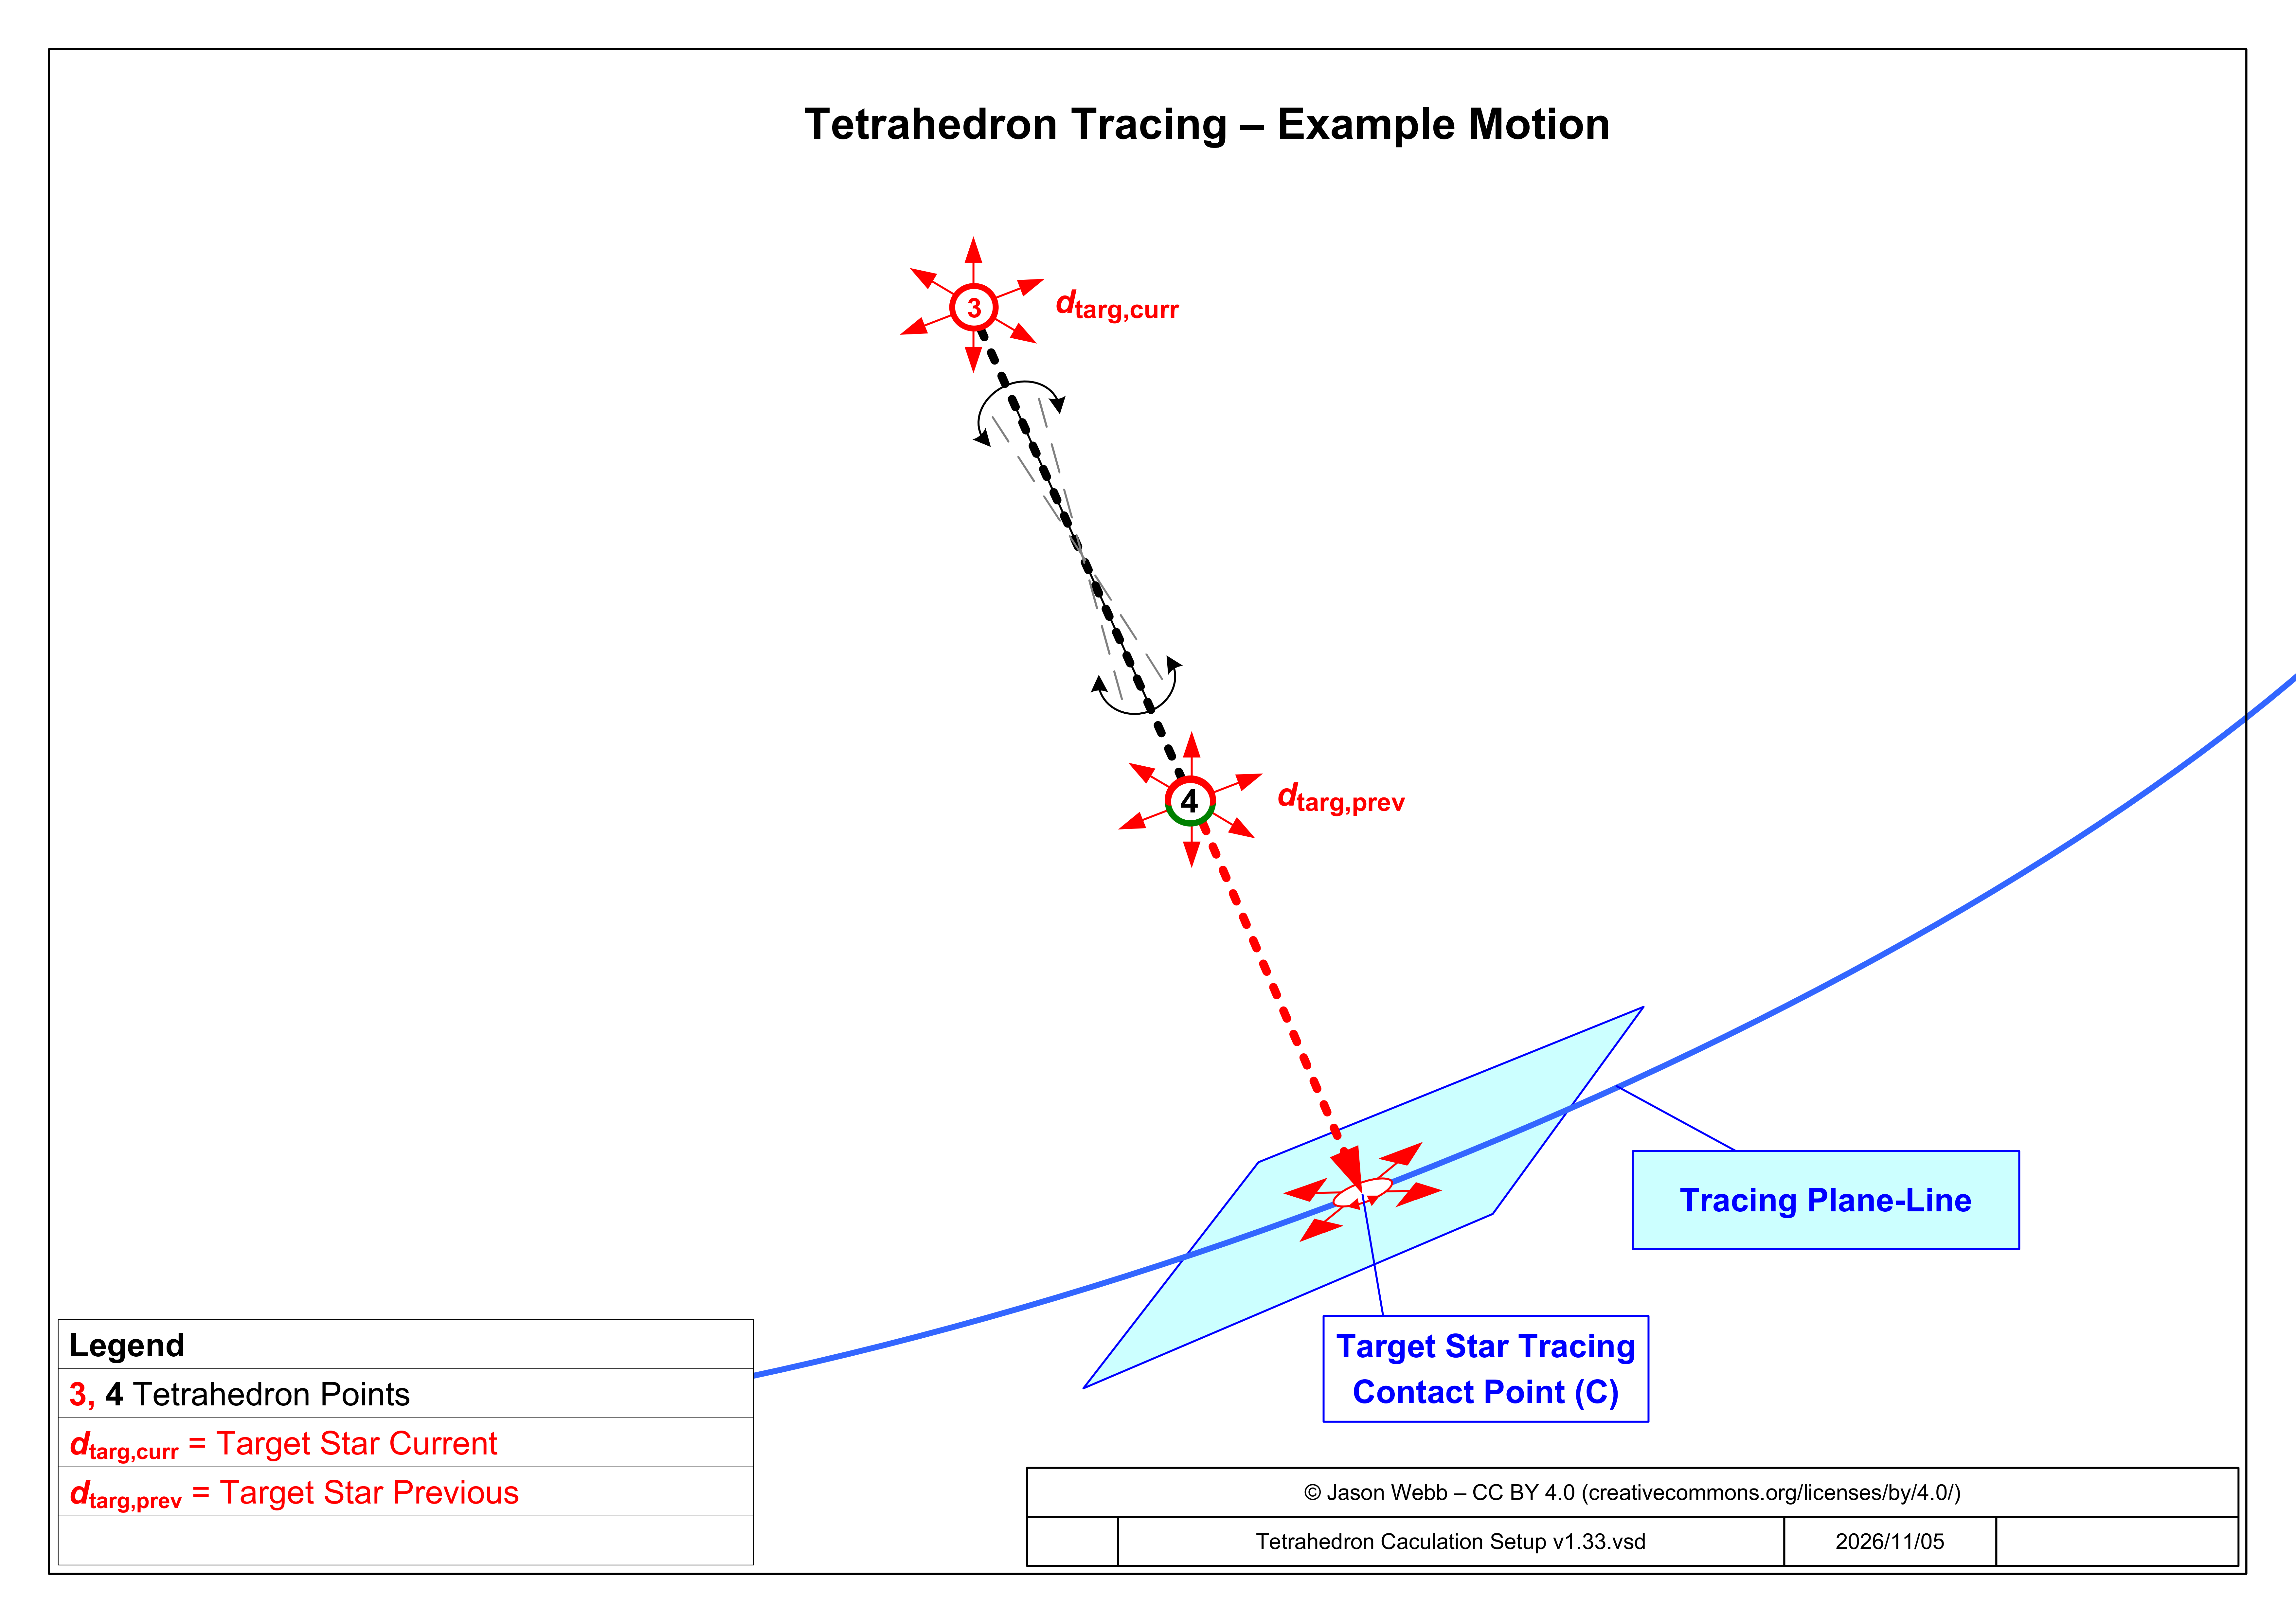 Tetrahedron Tracing – Example Motion
3
dtarg,curr
4
dtarg,prev
Tracing Plane-Line
Target Star Tracing
Contact Point (C)
Legend
3, 4 Tetrahedron Points
dtarg,curr = Target Star Current
dtarg,prev = Target Star Previous
© Jason Webb – CC BY 4.0 (creativecommons.org/licenses/by/4.0/)
Tetrahedron Caculation Setup v1.33.vsd
2026/11/05